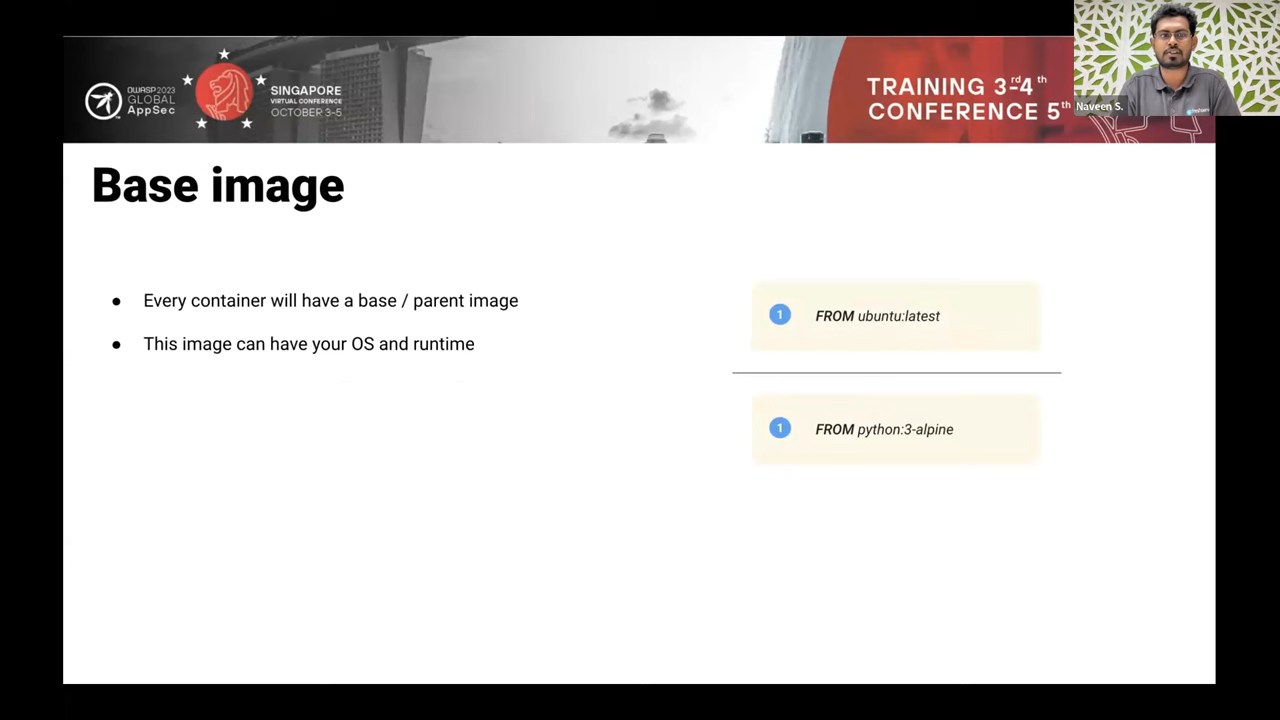 OWASP 2023
GLOBAL
AppSec
SINGAPORE
VIRTUAL CONFERENCE
OCTOBER 3-5
TRAINING 3rd-4th
CONFERENCE 5th
Naveen S.
Base image
● Every container will have a base / parent image
● This image can have your OS and runtime
1 FROM ubuntu:latest
1 FROM python:3-alpine